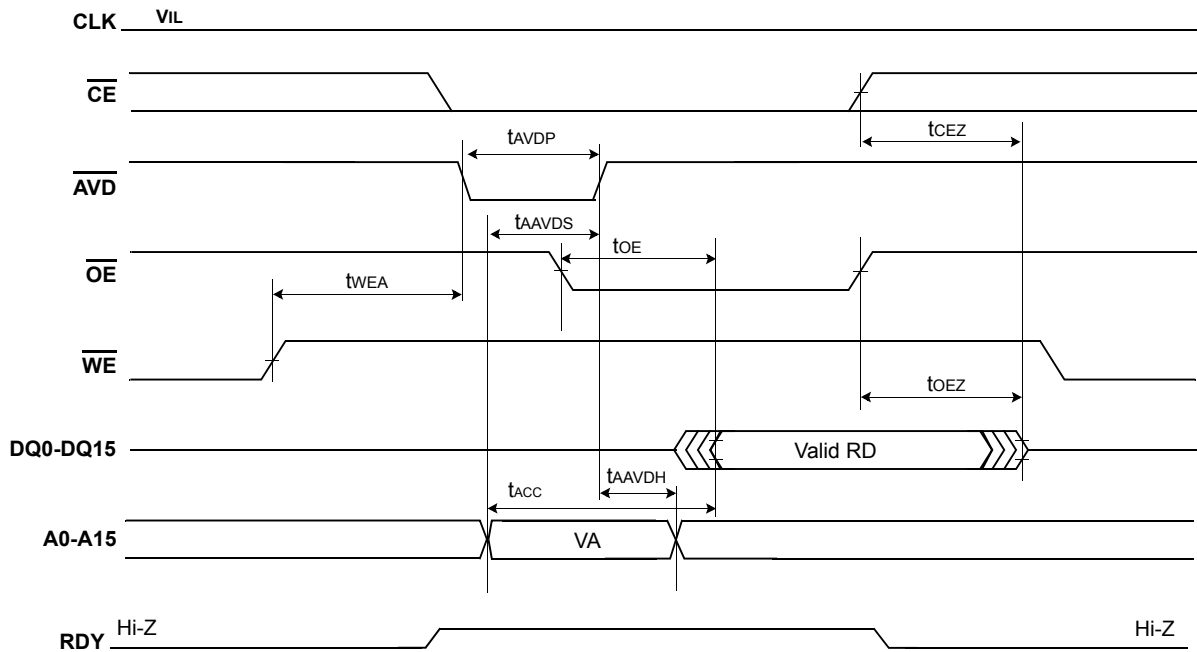 CLK VIL
CE
tCEZ
tAVDP
AVD
tAAVDS
tOE
OE
tWEA
WE
tOEZ
DQ0-DQ15 Valid RD
tAAVDH
tACC
A0-A15 VA
Hi-Z Hi-Z
RDY